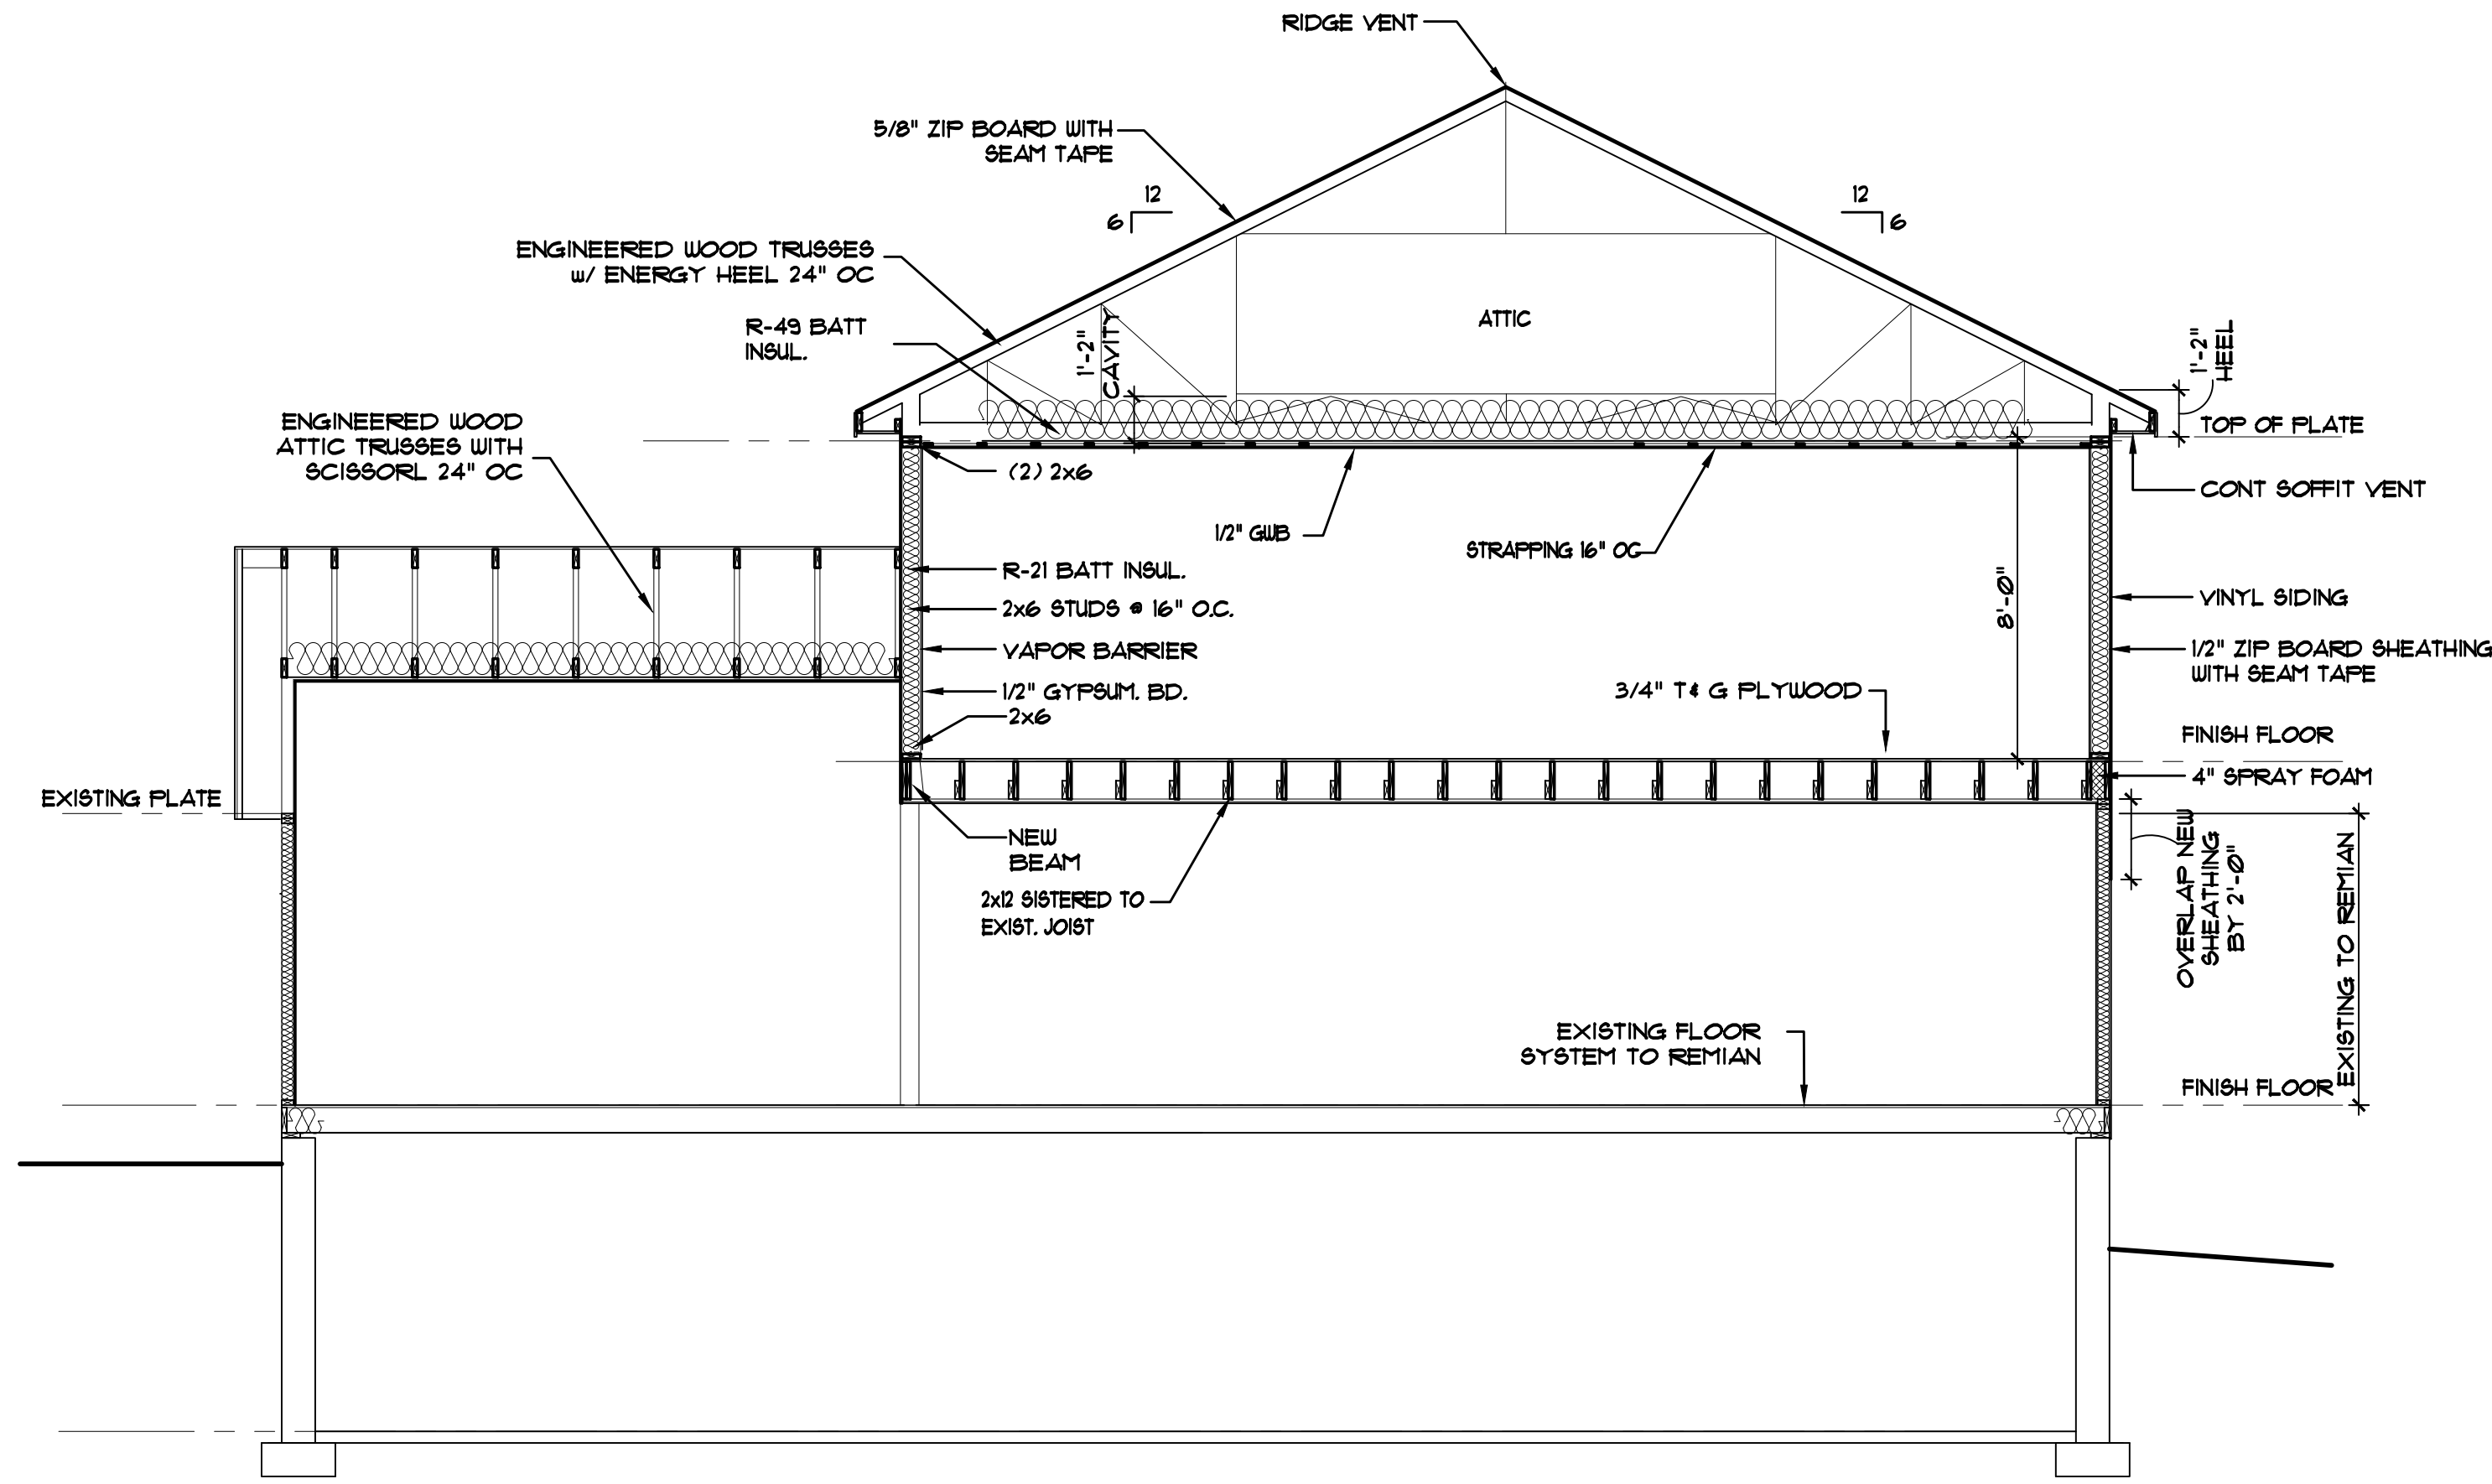 RIDGE VENT
5/8" ZIP BOARD WITH
SEAM TAPE
12
6
12
6
ENGINEERED WOOD TRUSSES
w/ ENERGY HEEL 24" OC
R-49 BATT
INSUL.
1'-2"
CAVITY
ATTIC
1'-2"
HEEL
TOP OF PLATE
ENGINEERED WOOD
ATTIC TRUSSES WITH
SCISSORL 24" OC
(2) 2x6
CONT SOFFIT VENT
1/2" GWB
STRAPPING 16" OC
R-21 BATT INSUL.
2x6 STUDS @ 16" O.C.
VAPOR BARRIER
1/2" GYPSUM. BD.
2x6
8'-0"
VINYL SIDING
1/2" ZIP BOARD SHEATHING
WITH SEAM TAPE
3/4" T & G PLYWOOD
FINISH FLOOR
4" SPRAY FOAM
EXISTING PLATE
NEW
BEAM
2x12 SISTERED TO
EXIST. JOIST
OVERLAP NEW
SHEATHING
BY 2'-0"
EXISTING TO REMIAN
EXISTING FLOOR
SYSTEM TO REMIAN
FINISH FLOOR